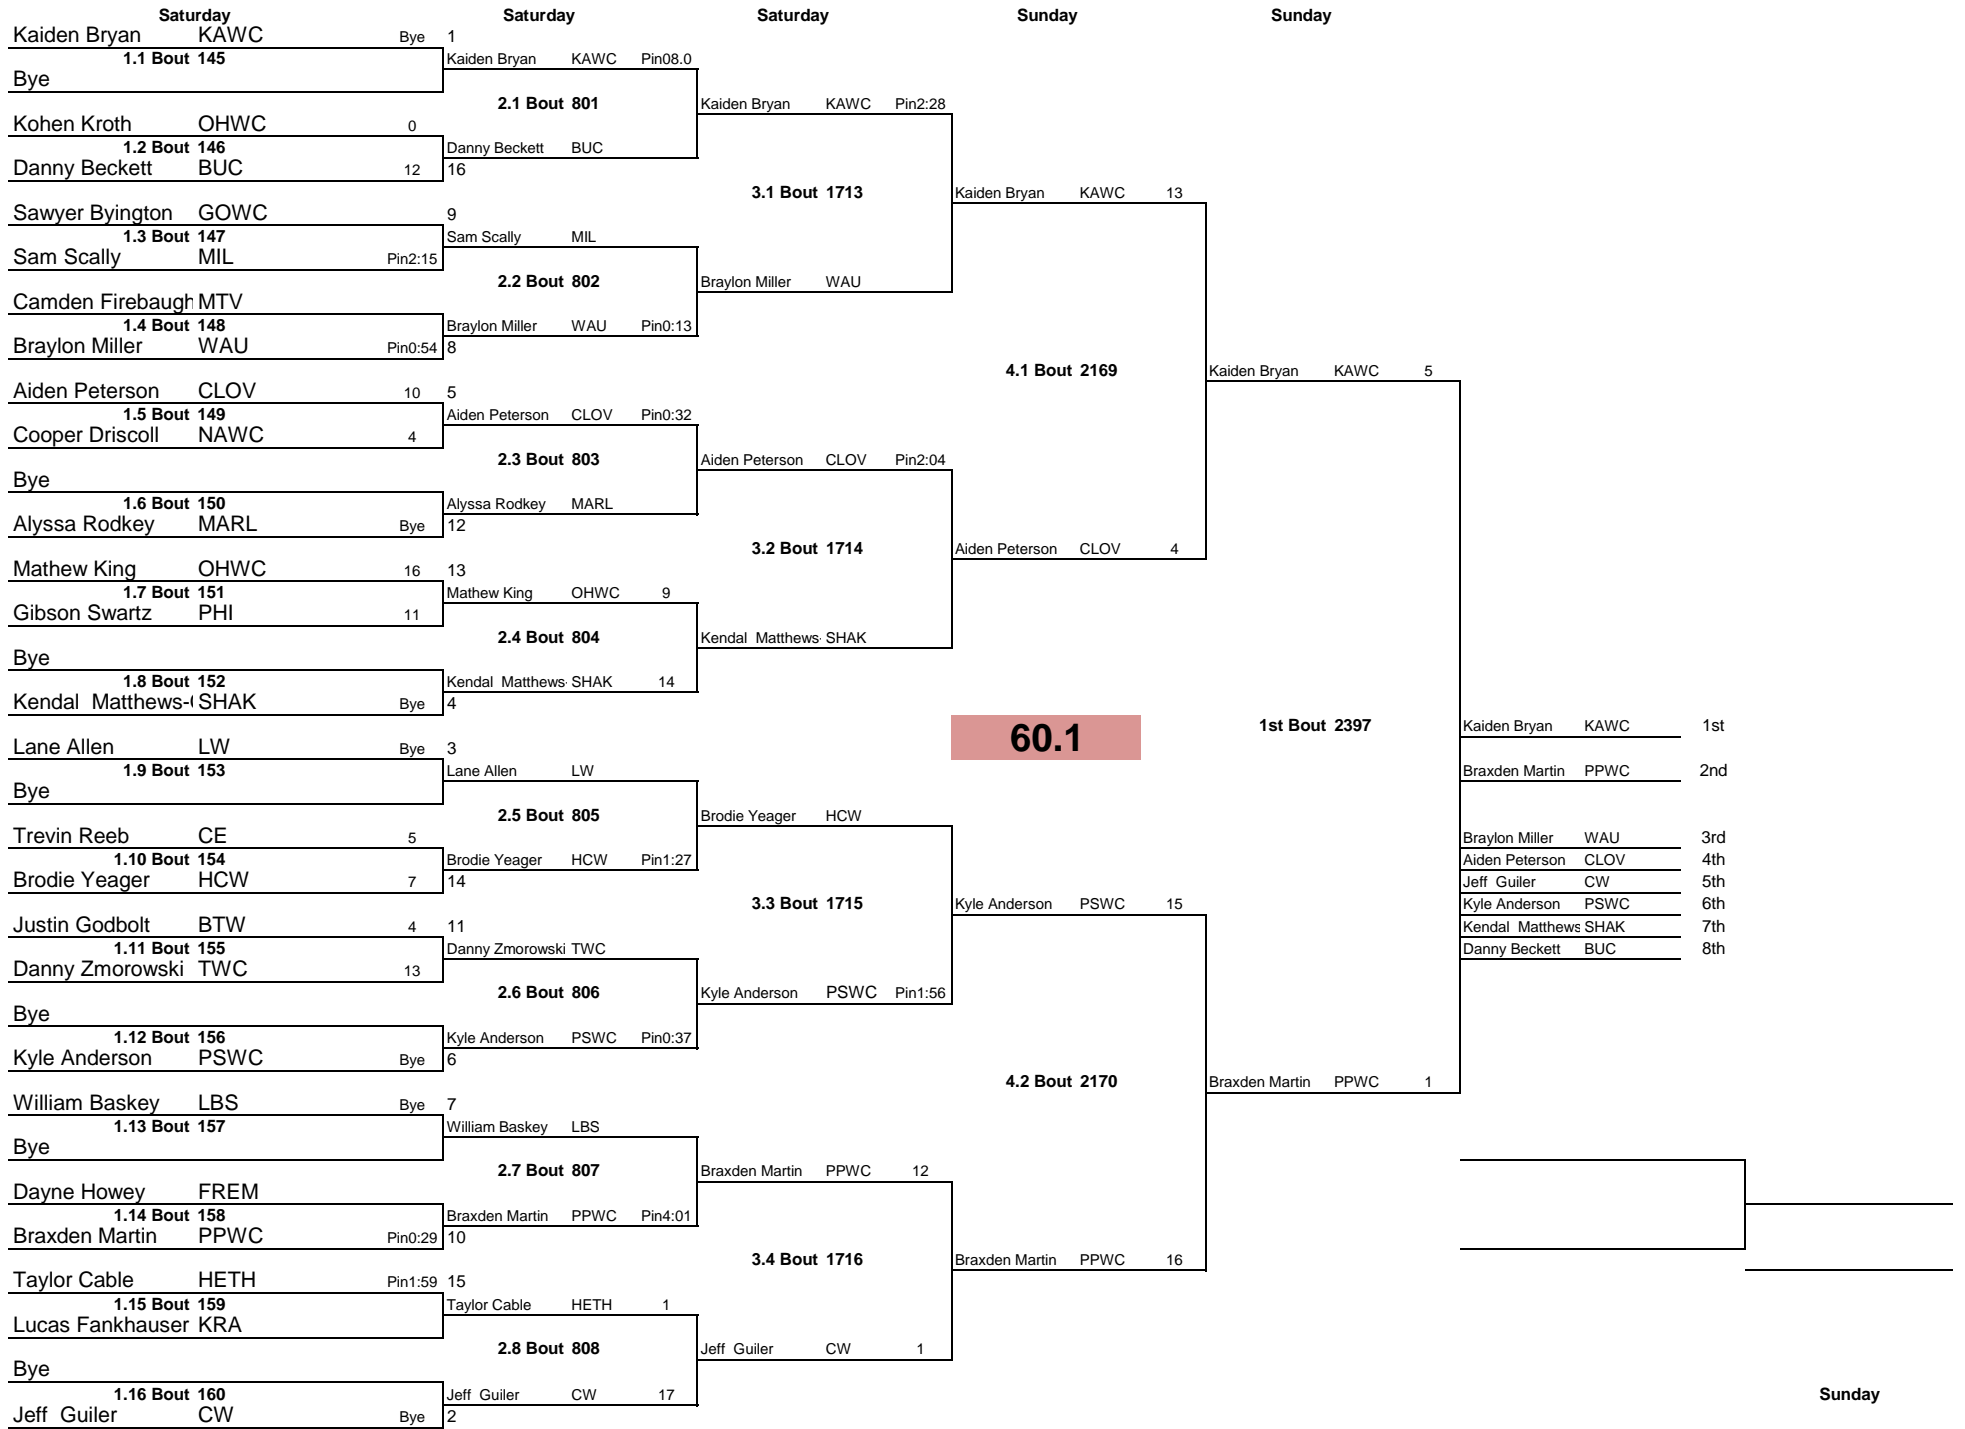 Saturday Saturday Saturday Sunday Sunday
Kaiden Bryan KAWC Bye 1
1.1 Bout 145
Kaiden Bryan KAWC Pin08.0
Bye
2.1 Bout 801
Kaiden Bryan KAWC Pin2:28
Kohen Kroth OHWC 0
1.2 Bout 146
Danny Beckett BUC
Danny Beckett BUC 12 16
3.1 Bout 1713
Kaiden Bryan KAWC 13
Sawyer Byington GOWC 9
1.3 Bout 147
Sam Scally MIL
Sam Scally MIL Pin2:15
2.2 Bout 802
Braylon Miller WAU
Camden Firebaugh MTV
1.4 Bout 148
Braylon Miller WAU Pin0:13
Braylon Miller WAU Pin0:54 8
4.1 Bout 2169
Kaiden Bryan KAWC 5
Aiden Peterson CLOV 10 5
1.5 Bout 149
Aiden Peterson CLOV Pin0:32
Cooper Driscoll NAWC 4
2.3 Bout 803
Aiden Peterson CLOV Pin2:04
Bye
1.6 Bout 150
Alyssa Rodkey MARL
Alyssa Rodkey MARL Bye 12
3.2 Bout 1714
Aiden Peterson CLOV 4
Mathew King OHWC 16 13
1.7 Bout 151
Mathew King OHWC 9
Gibson Swartz PHI 11
2.4 Bout 804
Kendal Matthews- SHAK
Bye
1.8 Bout 152
Kendal Matthews- SHAK 14
Kendal Matthews-( SHAK Bye 4
60.1
1st Bout 2397
Kaiden Bryan KAWC 1st
Lane Allen LW Bye 3
1.9 Bout 153
Lane Allen LW
Braxden Martin PPWC 2nd
Bye
2.5 Bout 805
Brodie Yeager HCW
Trevin Reeb CE 5
Braylon Miller WAU 3rd
1.10 Bout 154
Brodie Yeager HCW Pin1:27
Aiden Peterson CLOV 4th
Brodie Yeager HCW 7 14
Jeff Guiler CW 5th
3.3 Bout 1715
Kyle Anderson PSWC 15
Kyle Anderson PSWC 6th
Justin Godbolt BTW 4 11
Kendal Matthews SHAK 7th
1.11 Bout 155
Danny Zmorowski TWC
Danny Beckett BUC 8th
Danny Zmorowski TWC 13
2.6 Bout 806
Kyle Anderson PSWC Pin1:56
Bye
1.12 Bout 156
Kyle Anderson PSWC Pin0:37
Kyle Anderson PSWC Bye 6
4.2 Bout 2170
Braxden Martin PPWC 1
William Baskey LBS Bye 7
1.13 Bout 157
William Baskey LBS
Bye
2.7 Bout 807
Braxden Martin PPWC 12
Dayne Howey FREM
1.14 Bout 158
Braxden Martin PPWC Pin4:01
Braxden Martin PPWC Pin0:29 10
3.4 Bout 1716
Braxden Martin PPWC 16
Taylor Cable HETH Pin1:59 15
1.15 Bout 159
Taylor Cable HETH 1
Lucas Fankhauser KRA
2.8 Bout 808
Jeff Guiler CW 1
Bye
1.16 Bout 160
Jeff Guiler CW 17
Sunday
Jeff Guiler CW Bye 2